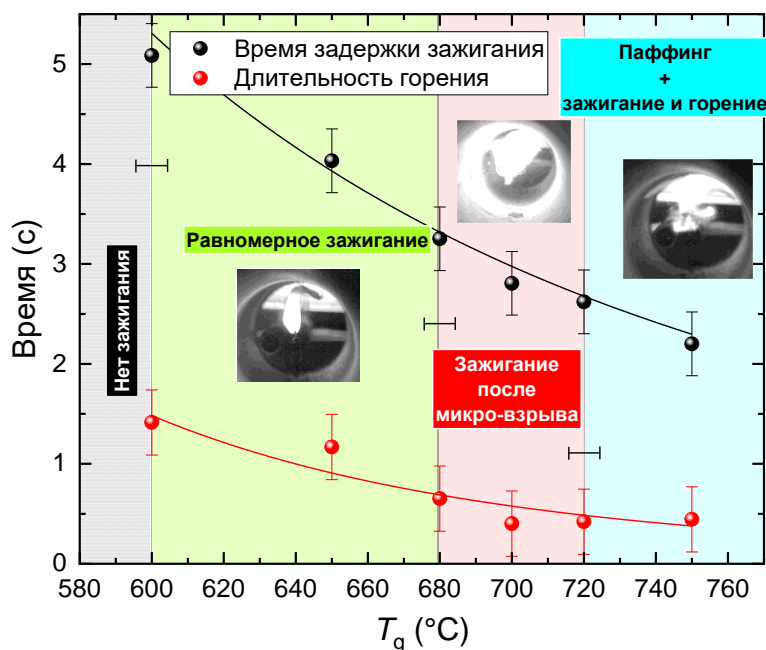 Время задержки зажигания
Длительность горения
Паффинг
+
зажигание и горение
Равномерное зажигание
Нет зажигания
Зажигание
после
микро-взрыва
Время (с)
5
4
3
2
1
0
580 600 620 640 660 680 700 720 740 760
Tg (°C)